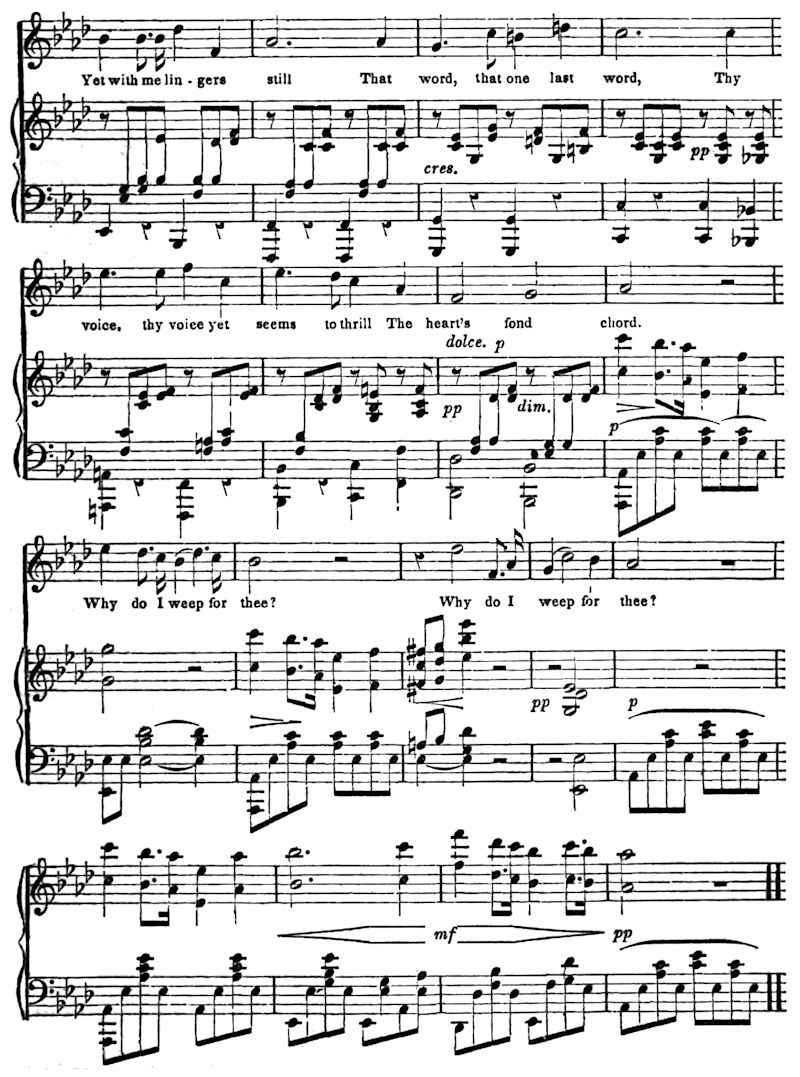 Yet with me lin - gers still That word, that one last word, Thy
cres.
pp
voice, thy voice yet seems to thrill The heart's fond chord.
dolce. p
pp dim.
p
Why do I weep for thee? Why do I weep for thee?
pp p
mf pp